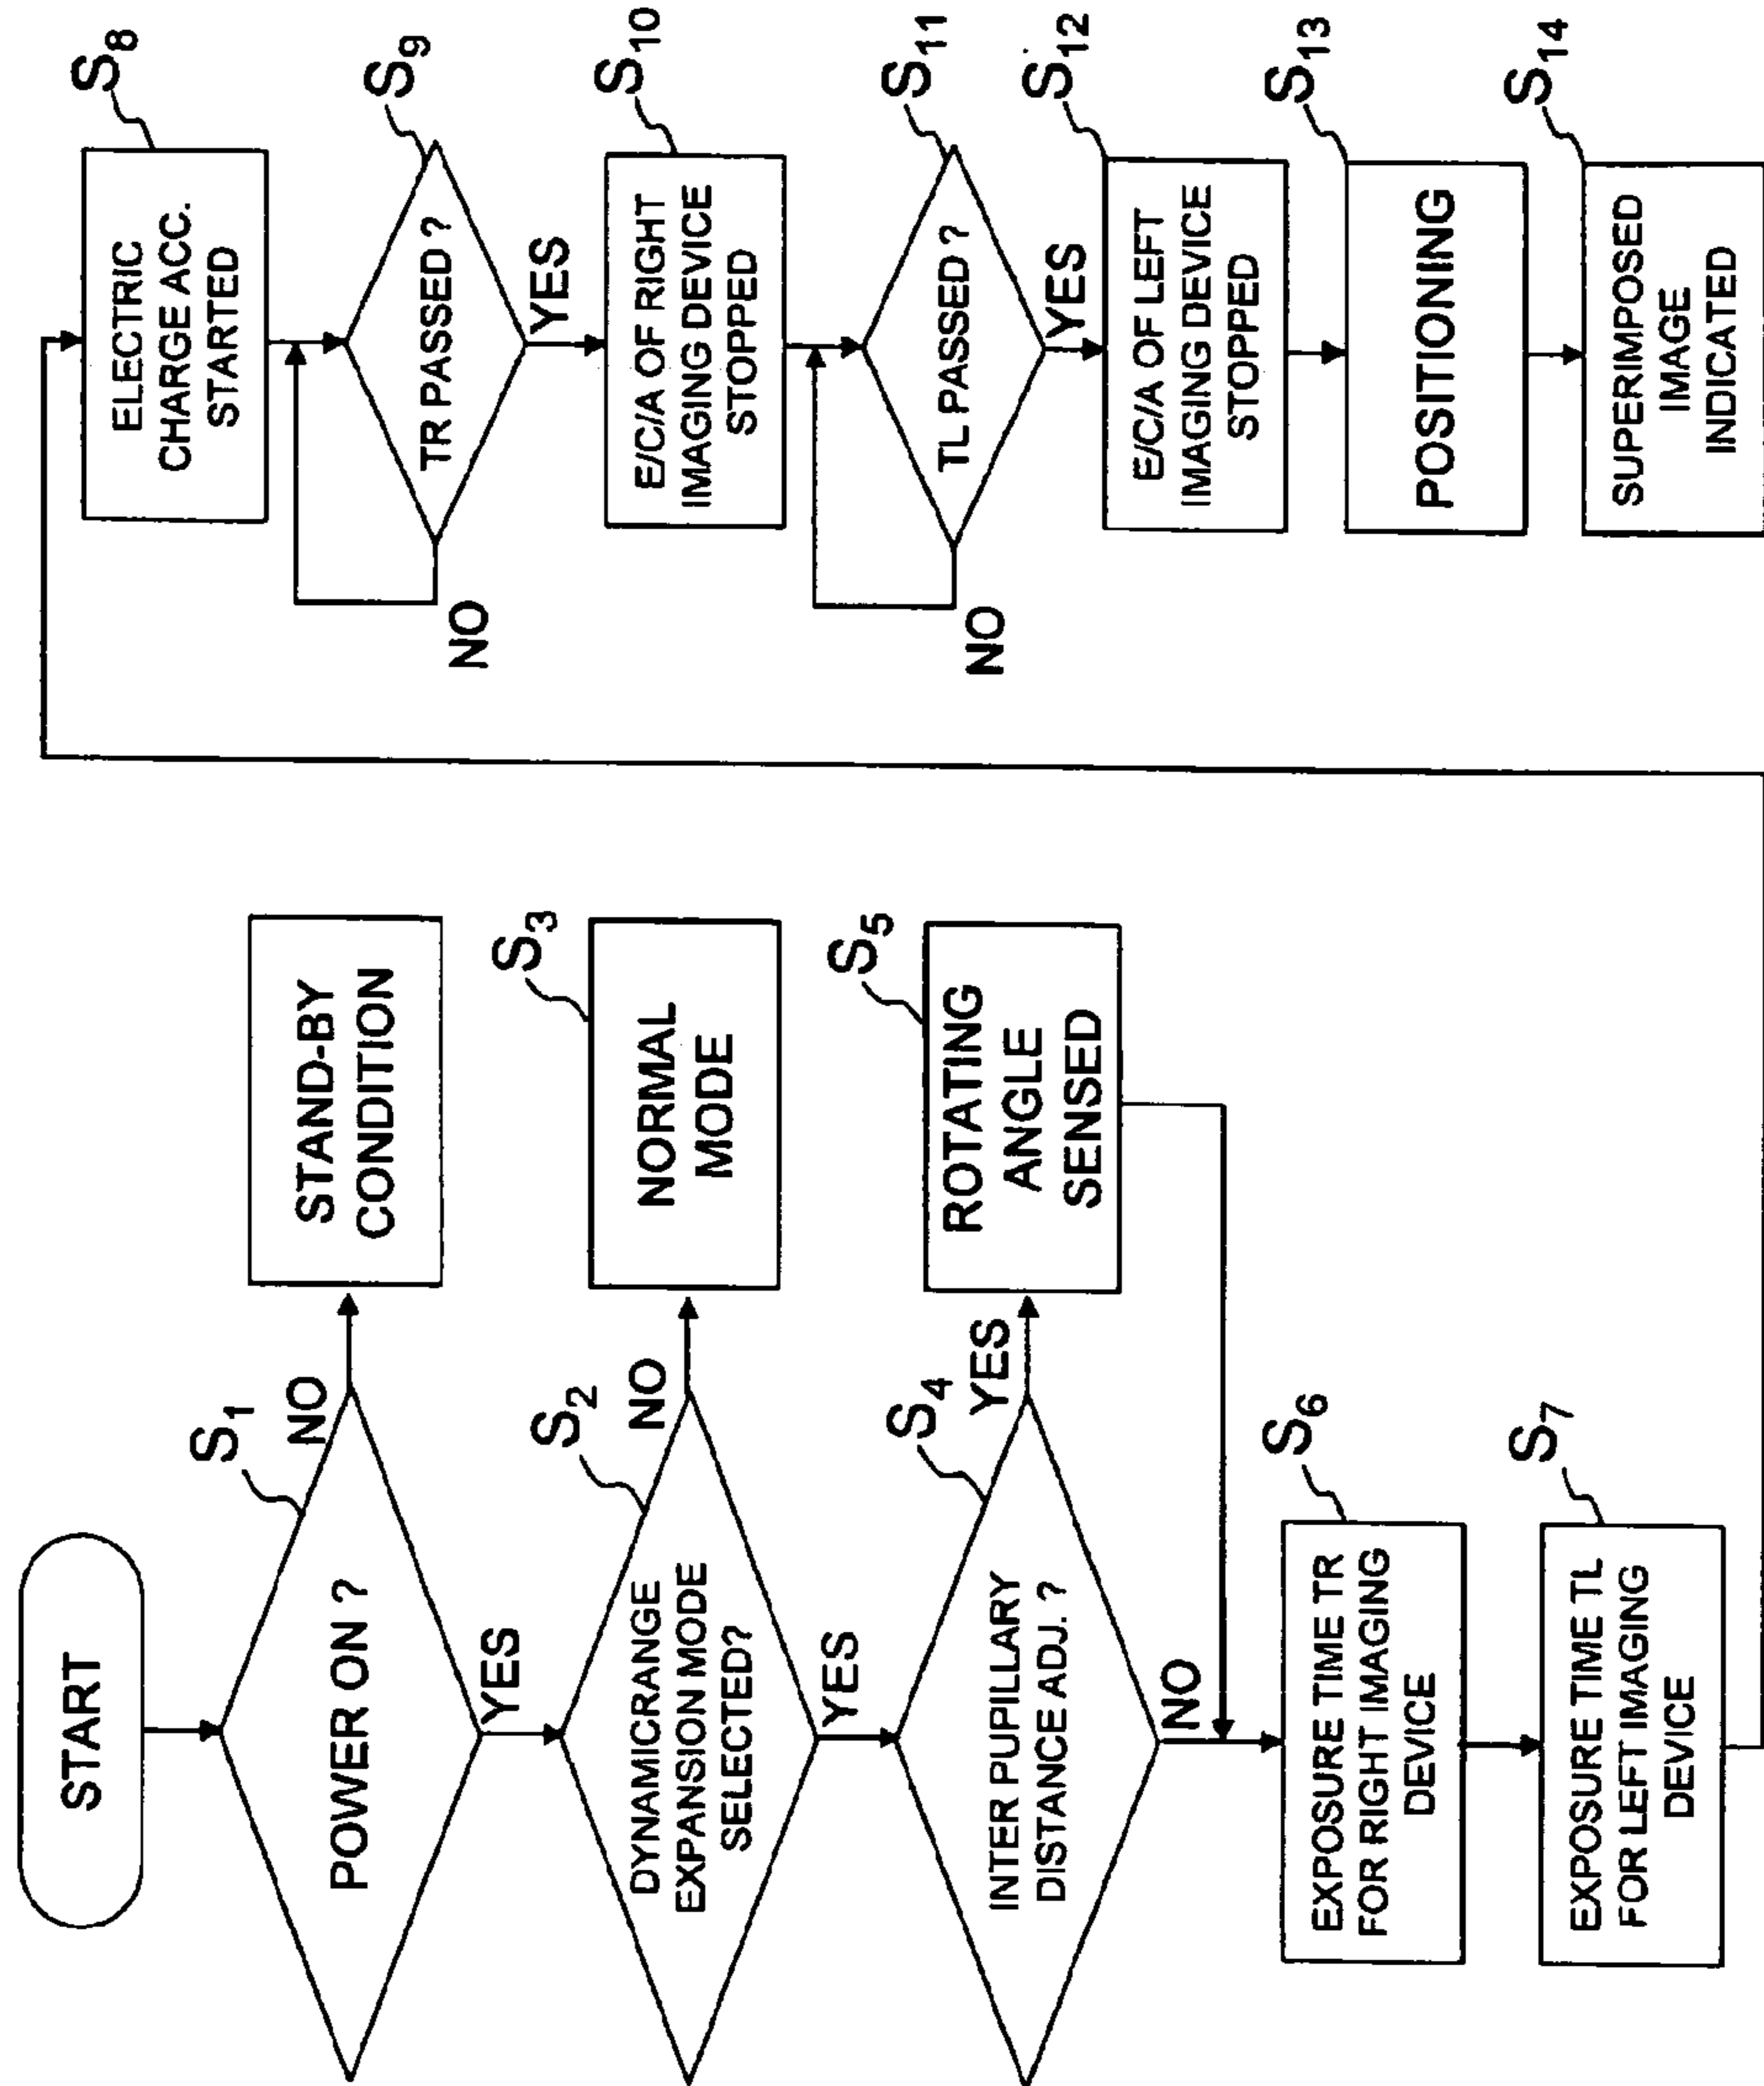 START
S1
POWER ON ?
NO
STAND-BY
CONDITION
YES
S2
DYNAMICRANGE
EXPANSION MODE
SELECTED?
NO
S3
NORMAL
MODE
YES
S4
INTER PUPILLARY
DISTANCE ADJ. ?
YES
S5
ROTATING
ANGLE
SENSED
NO
S6
EXPOSURE TIME TR
FOR RIGHT IMAGING
DEVICE
S7
EXPOSURE TIME TL
FOR LEFT IMAGING
DEVICE
S8
ELECTRIC
CHARGE ACC.
STARTED
S9
TR PASSED ?
NO
YES
S10
E/C/A OF RIGHT
IMAGING DEVICE
STOPPED
S11
TL PASSED ?
NO
YES
S12
E/C/A OF LEFT
IMAGING DEVICE
STOPPED
S13
POSITIONING
S14
SUPERIMPOSED
IMAGE
INDICATED